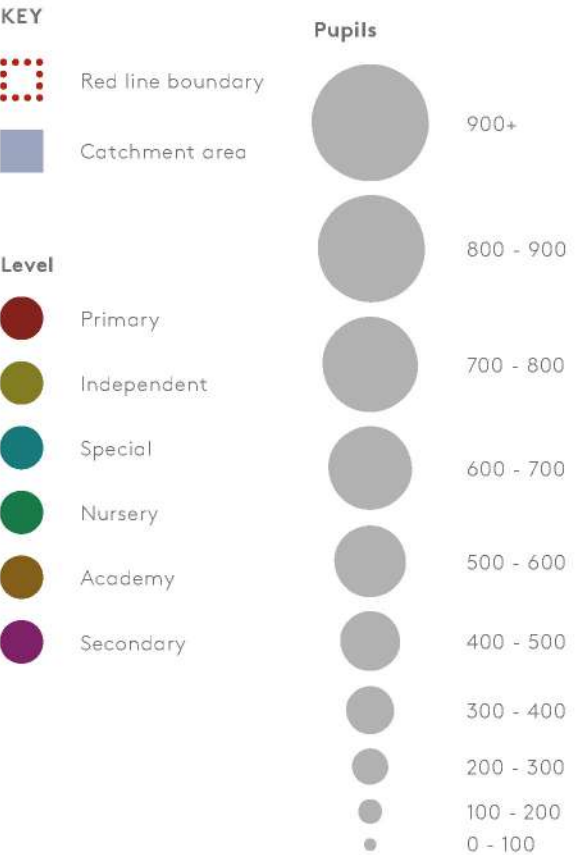 KEY
Red line boundary
Catchment area
Level
Primary
Independent
Special
Nursery
Academy
Secondary
Pupils
900+
800 - 900
700 - 800
600 - 700
500 - 600
400 - 500
300 - 400
200 - 300
100 - 200
0 - 100